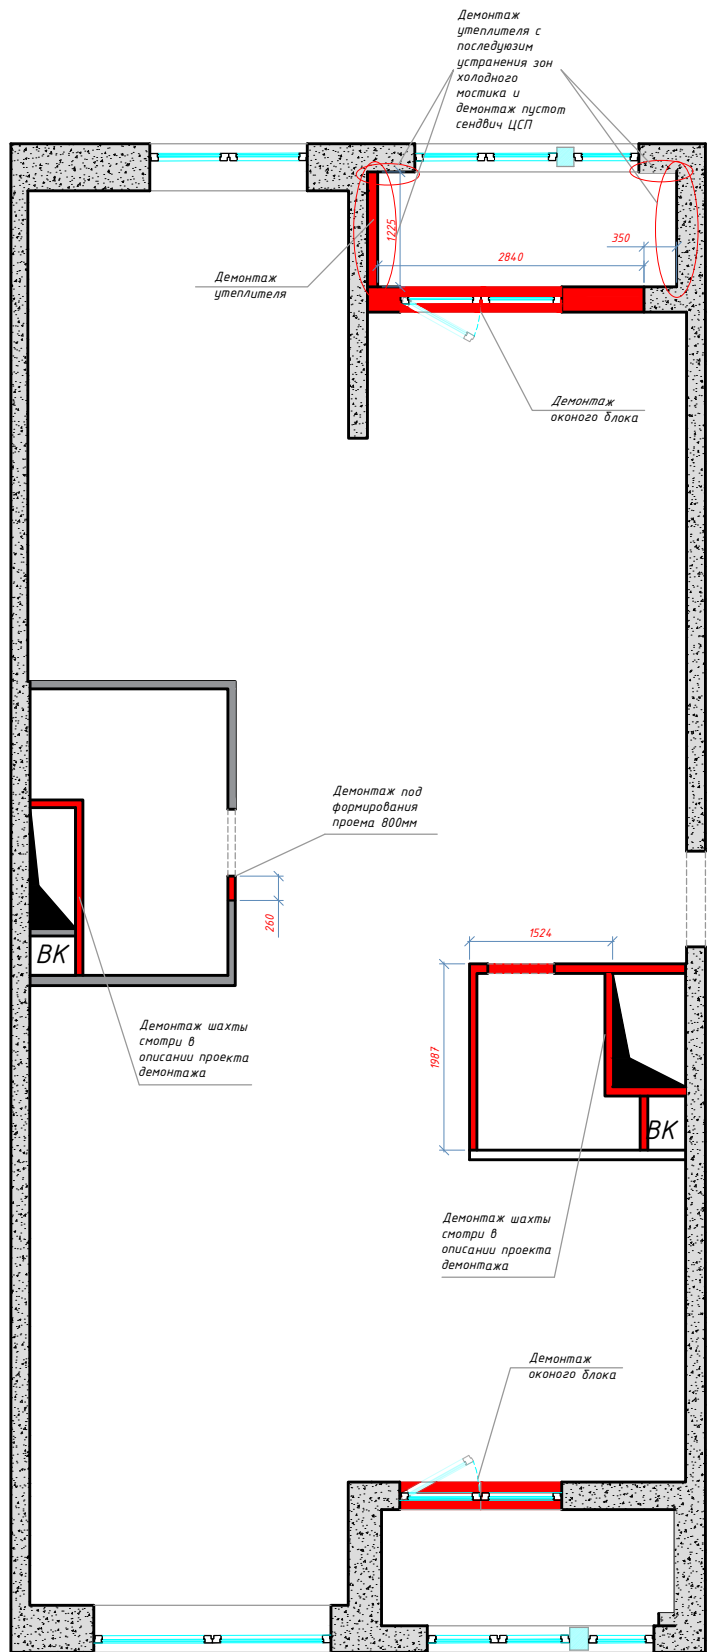 Демонтаж
утеплителя с
последуюзим
устранения зон
холодного
мостика и
демонтаж пустот
сендвич ЦСП
350
1225
2840
Демонтаж
утеплителя
Демонтаж
оконого блока
Демонтаж под
формирования
проема 800мм
260
1524
ВК
Демонтаж шахты
смотри в
описании проекта
демонтажа
1987
ВК
Демонтаж шахты
смотри в
описании проекта
демонтажа
Демонтаж
оконого блока